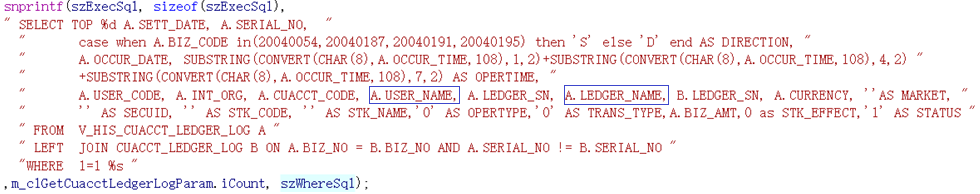 snprintf(szExecSql, sizeof(szExecSql),
" SELECT TOP %d A.SETT_DATE, A.SERIAL_NO,  "
"       case when A.BIZ_CODE in(20040054,20040187,20040191,20040195) then 'S' else 'D' end AS DIRECTION, "
"       A.OCCUR_DATE, SUBSTRING(CONVERT(CHAR(8),A.OCCUR_TIME,108),1,2)+SUBSTRING(CONVERT(CHAR(8),A.OCCUR_TIME,108),4,2) "
"       +SUBSTRING(CONVERT(CHAR(8),A.OCCUR_TIME,108),7,2) AS OPERTIME, "
"       A.USER_CODE, A.INT_ORG, A.CUACCT_CODE, A.USER_NAME, A.LEDGER_SN, A.LEDGER_NAME, B.LEDGER_SN, A.CURRENCY, ''AS MARKET, "
"       '' AS SECUID, '' AS STK_CODE, '' AS STK_NAME,'0' AS OPERTYPE,'0' AS TRANS_TYPE,A.BIZ_AMT,0 as STK_EFFECT,'1' AS STATUS "
" FROM  V_HIS_CUACCT_LEDGER_LOG A "
" LEFT  JOIN CUACCT_LEDGER_LOG B ON A.BIZ_NO = B.BIZ_NO AND A.SERIAL_NO != B.SERIAL_NO "
"WHERE  1=1 %s "
,m_clGetCuacctLedgerLogParam.iCount, szWhereSql);